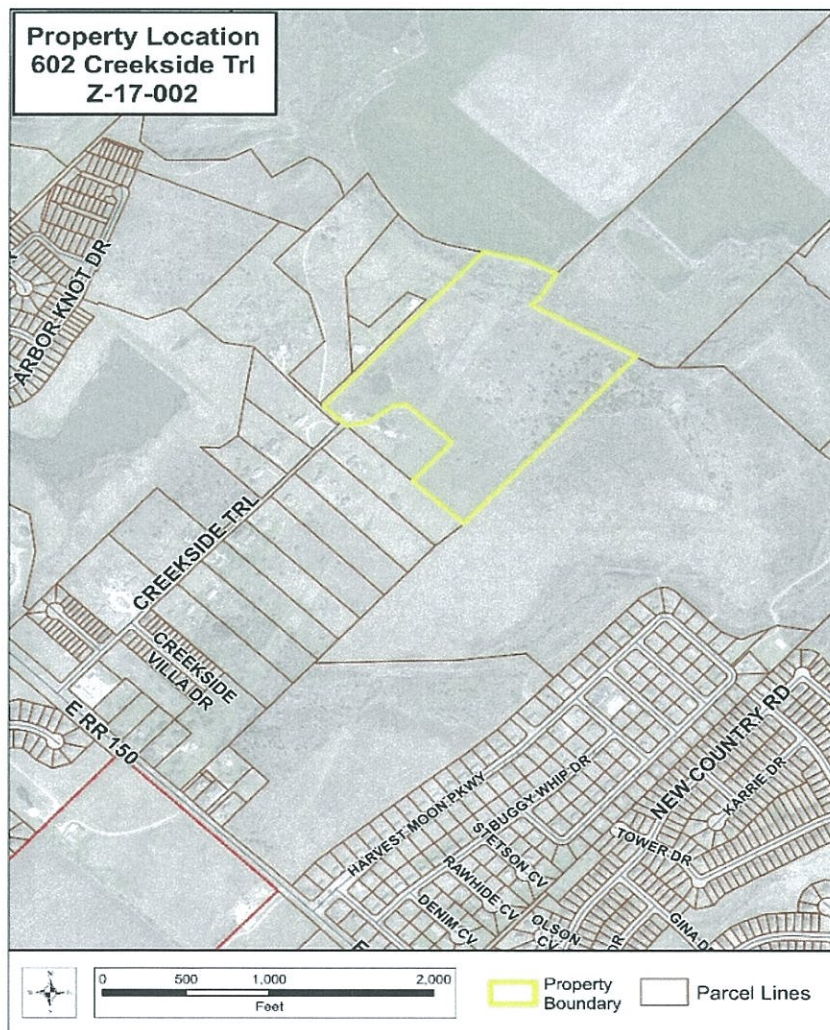 Property Location
602 Creekside Trl
Z-17-002
ARBOR KNOT DR
CREEKSIDE TRL
CREEKSIDE
VILLA DR
E RR 150
HARVEST MOON PKWY
BUGGY WHIP DR
NEW COUNTRY RD
KARRIE DR
STETSON CV
TOWER DR
RAWHIDE CV
DENIM CV
OLSON
CV
DR
GINA D
E
0 500 1,000 2,000
Feet
Property
Boundary
Parcel Lines